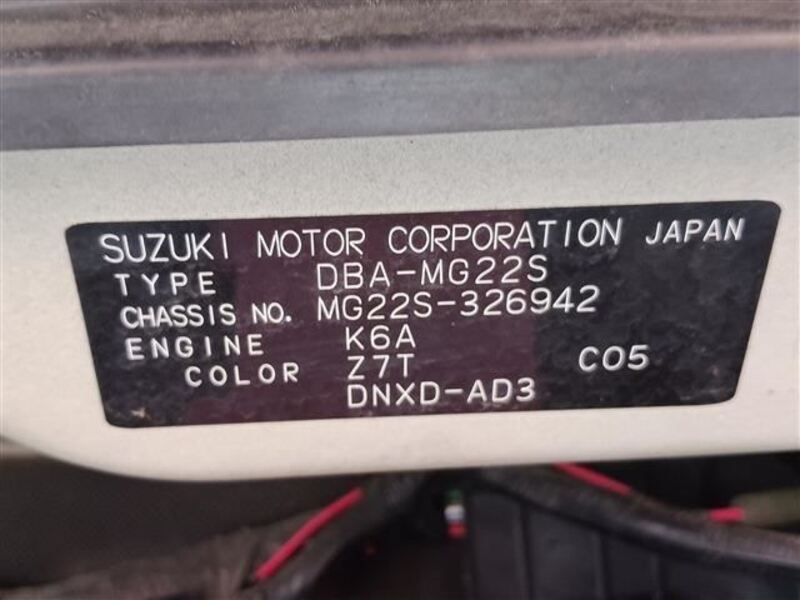 SUZUKI MOTOR CORPORATION JAPAN
TYPE DBA-MG22S
CHASSIS NO. MG22S-326942
ENGINE K6A
COLOR Z7T C05
DNXD-AD3